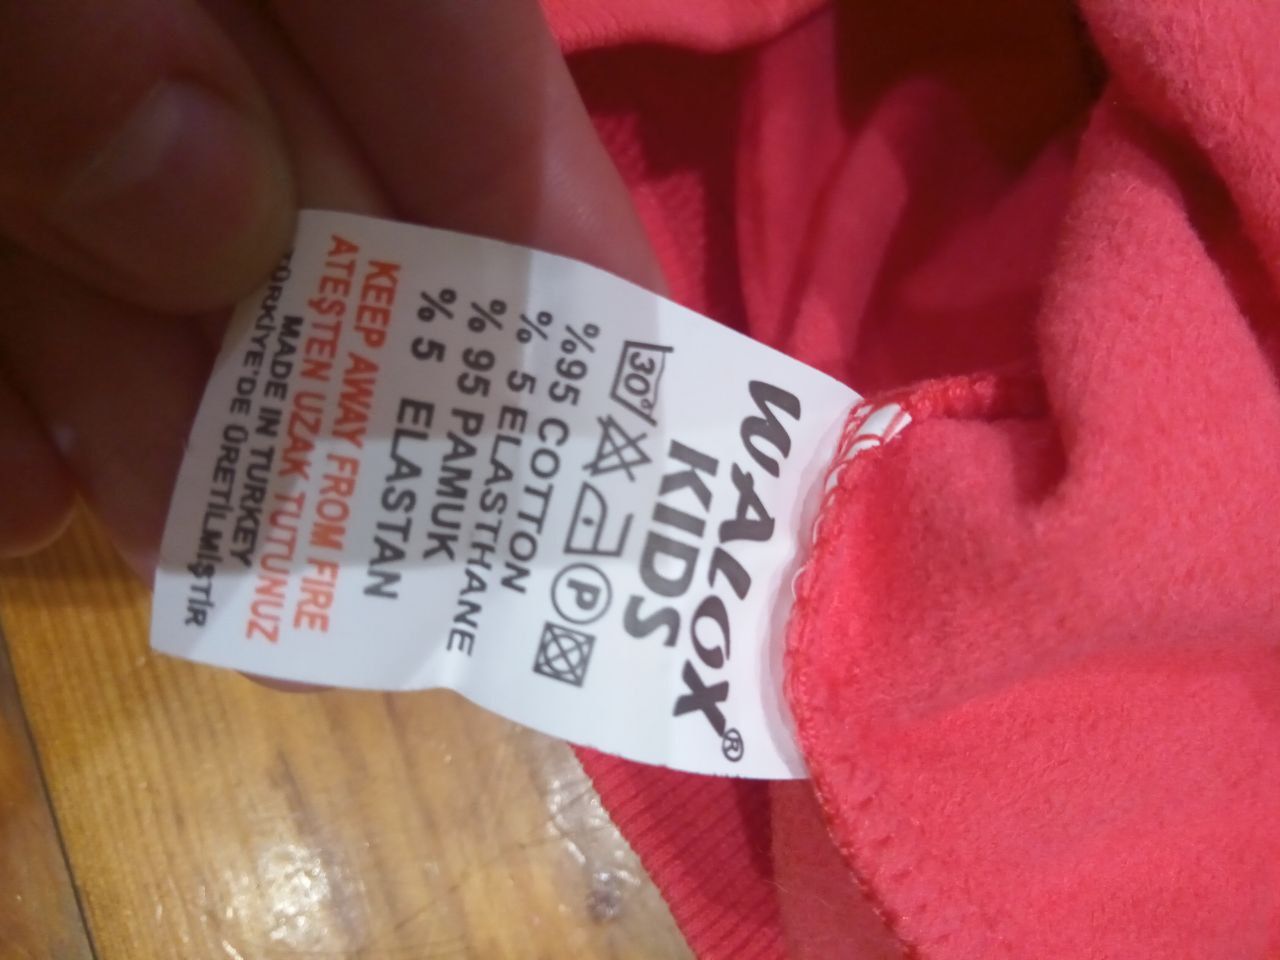 WALOX®
KIDS
30°
P
%95 COTTON
% 5 ELASTHANE
% 95 PAMUK
% 5 ELASTAN
KEEP AWAY FROM FIRE
ATEŞTEN UZAK TUTUNUZ
MADE IN TURKEY
TÜRKİYE'DE ÜRETİLMİŞTİR